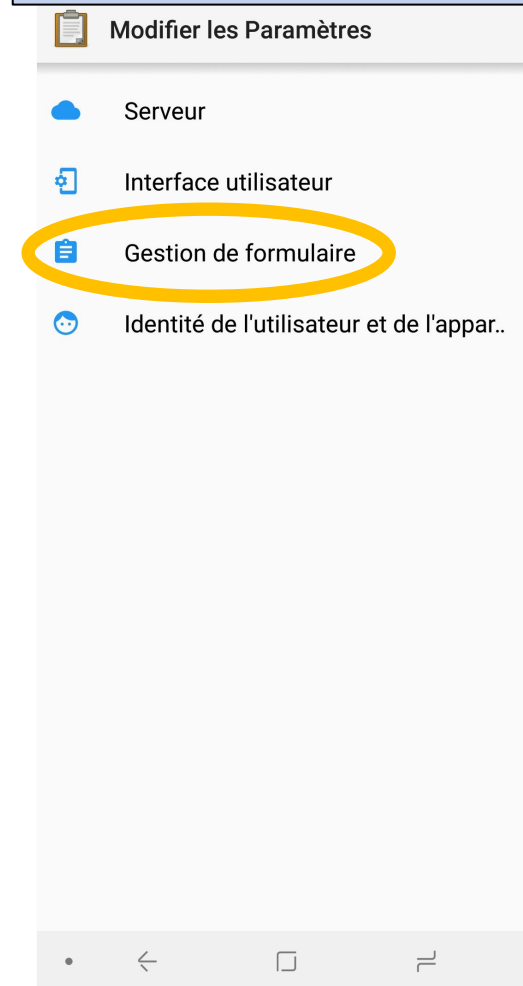 Modifier les Paramètres
Serveur
Interface utilisateur
Gestion de formulaire
Identité de l'utilisateur et de l'appar..